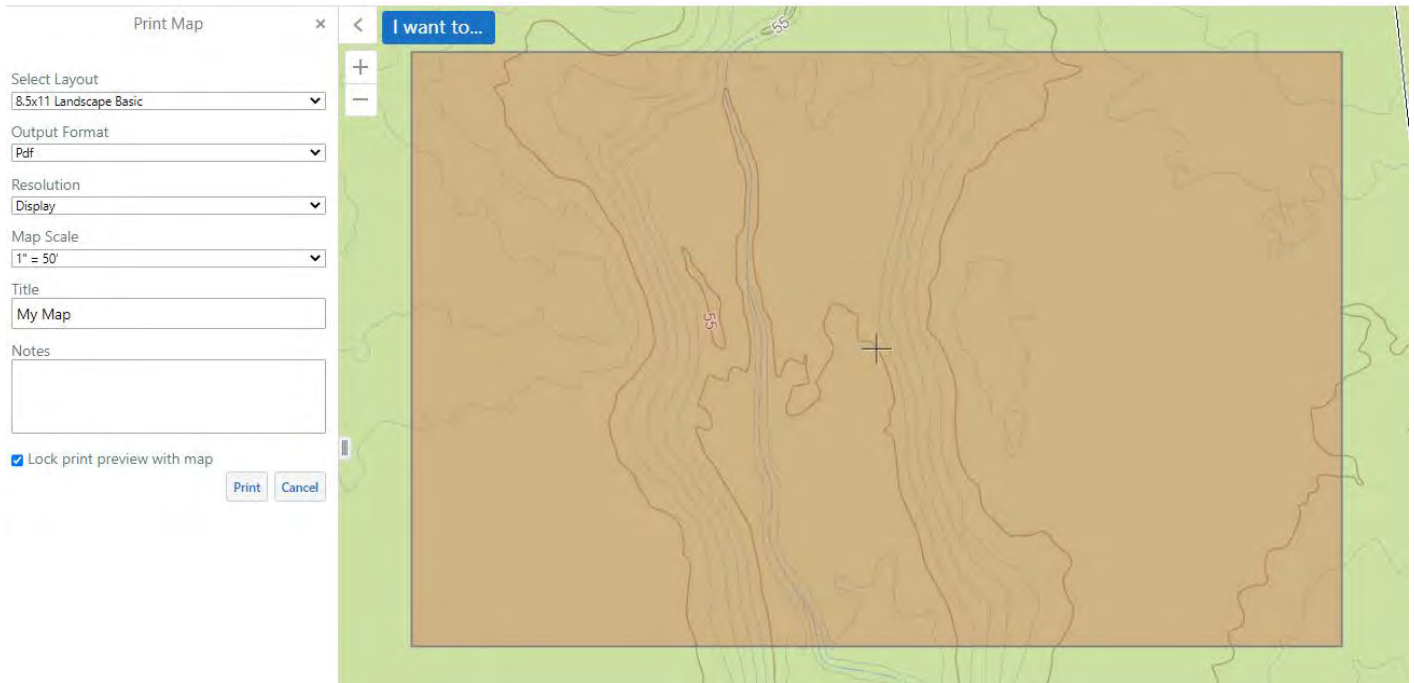 Print Map ×
Select Layout
8.5x11 Landscape Basic
Output Format
Pdf
Resolution
Display
Map Scale
1" = 50'
Title
My Map
Notes
Lock print preview with map
Print Cancel
I want to...
55
55